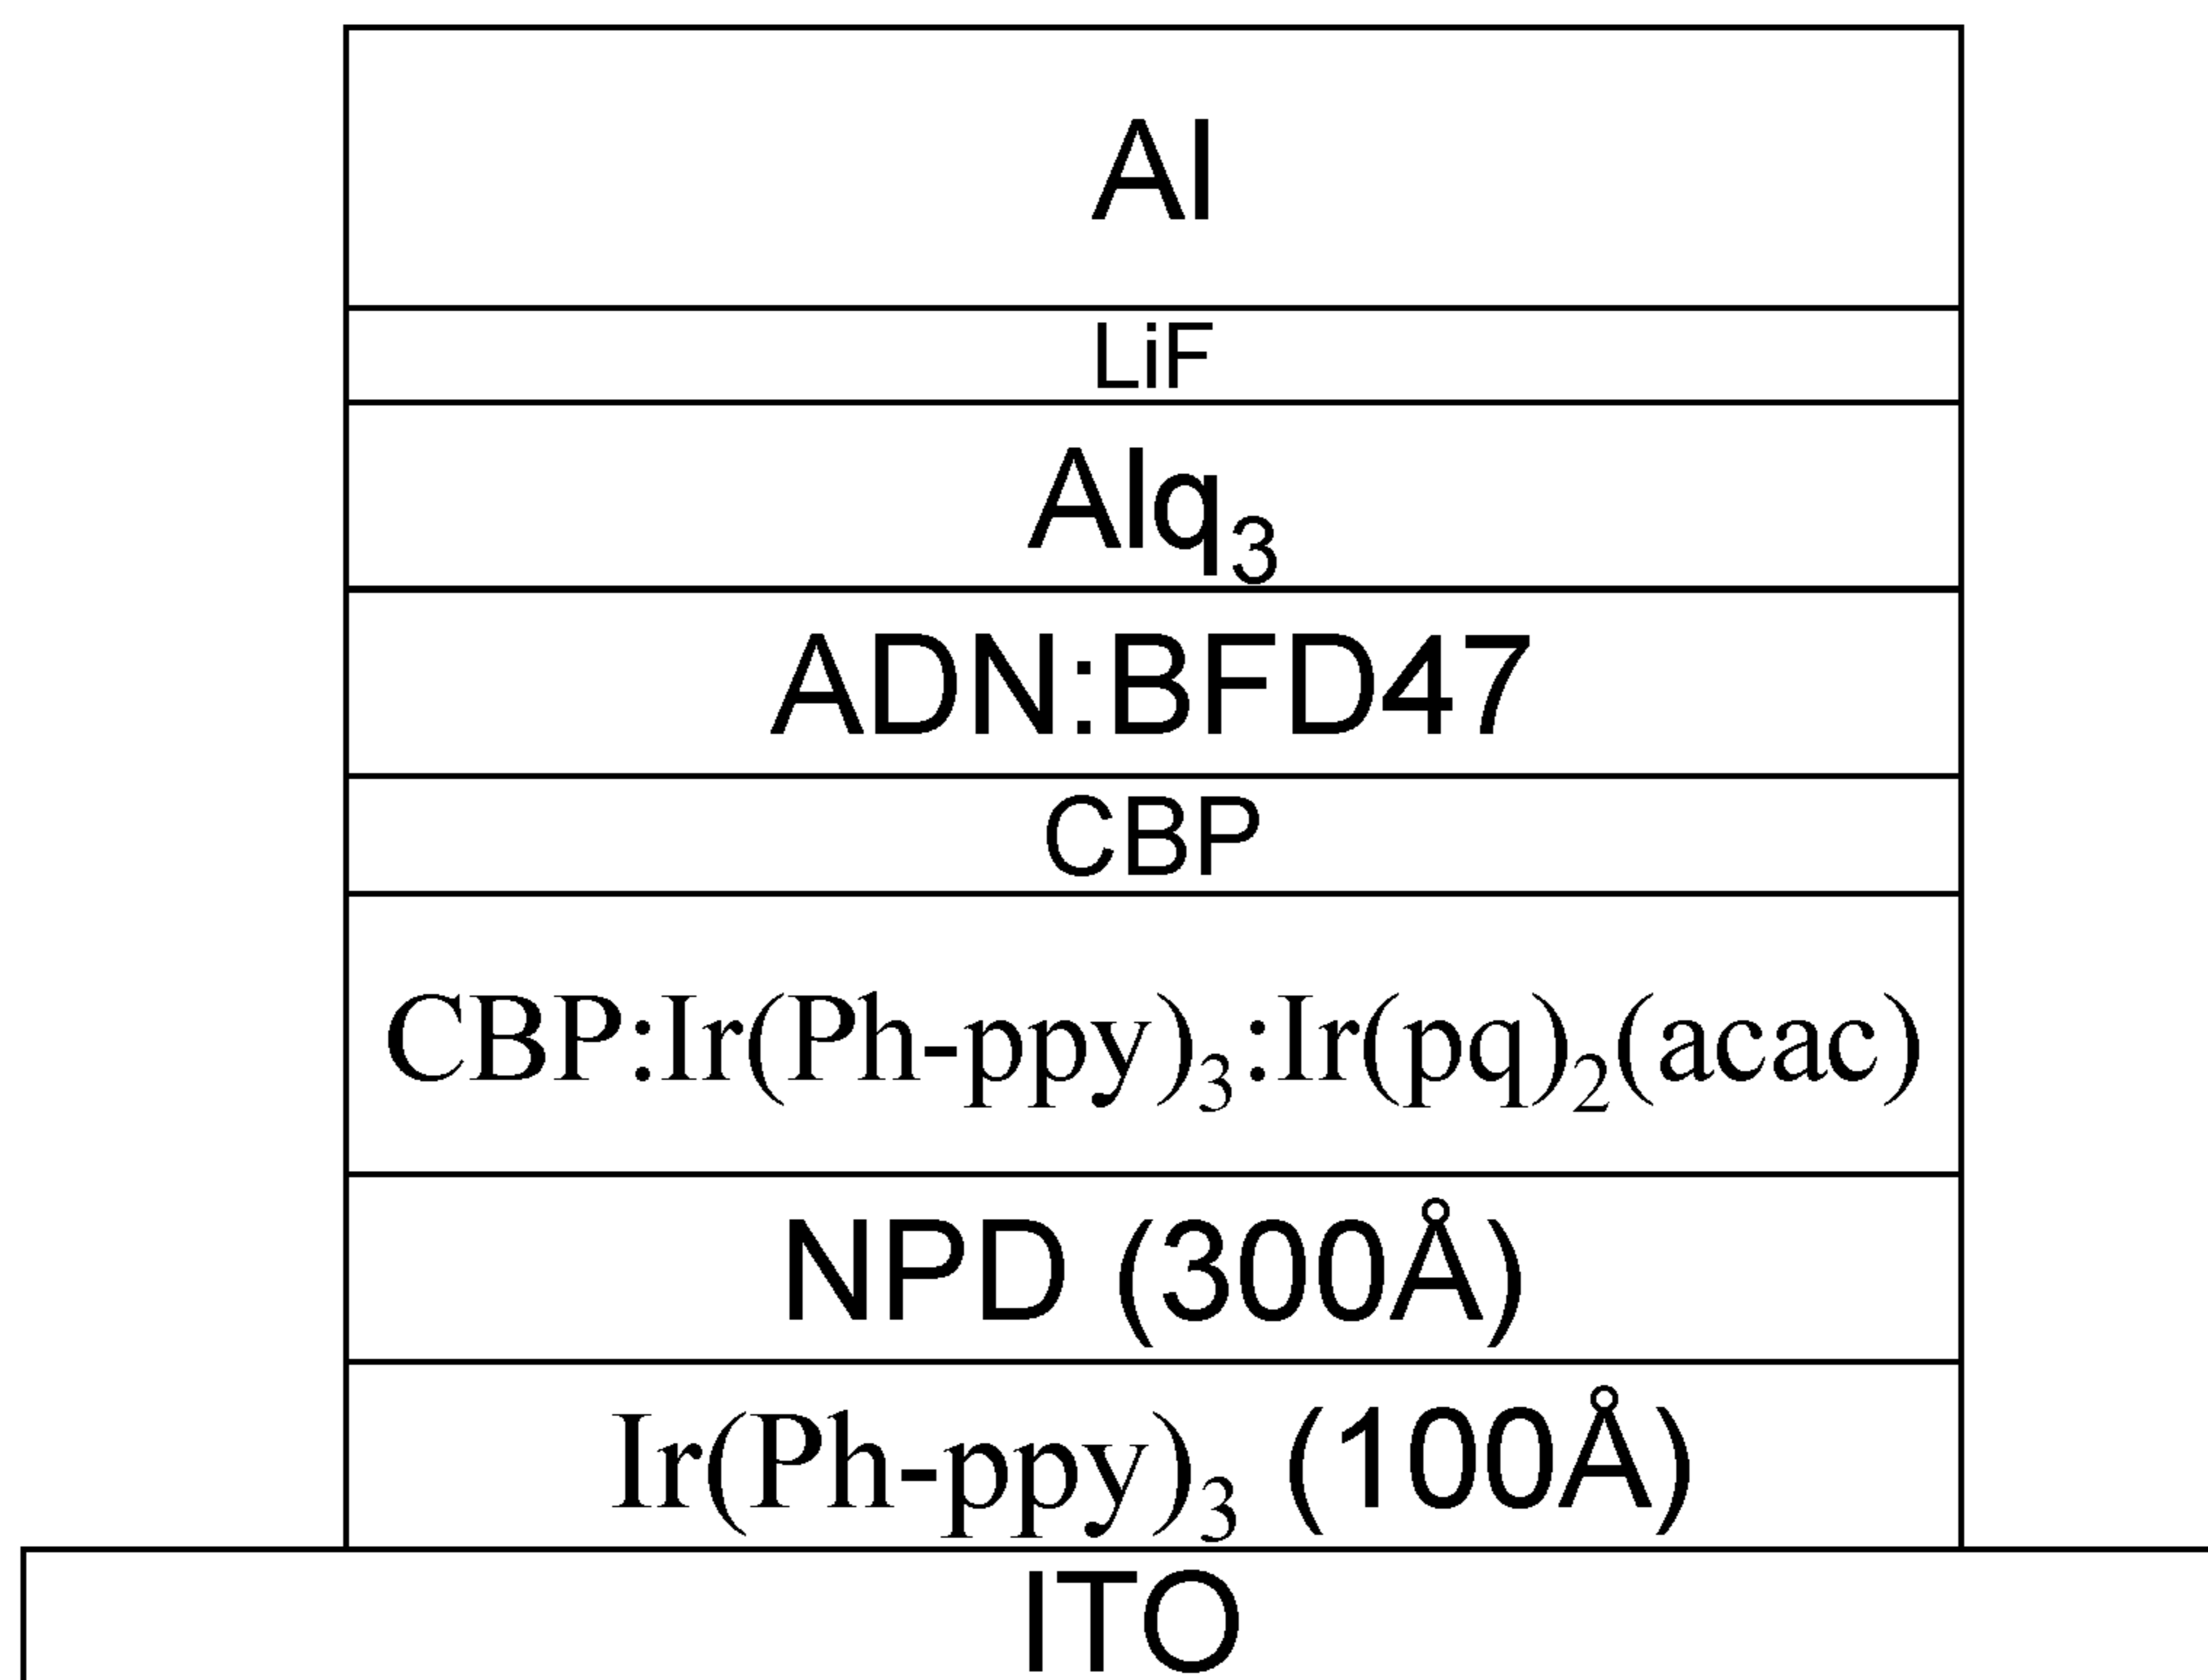 Al
LiF
Alq₃
ADN:BFD47
CBP
CBP:Ir(Ph-ppy)₃:Ir(pq)₂(acac)
NPD (300Å)
Ir(Ph-ppy)₃ (100Å)
ITO